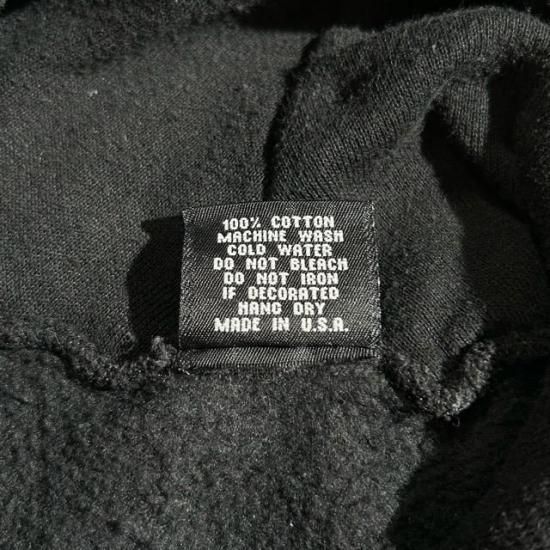 100% COTTON
MACHINE WASH
COLD WATER
DO NOT BLEACH
DO NOT IRON
IF DECORATED
HANG DRY
MADE IN U.S.A.